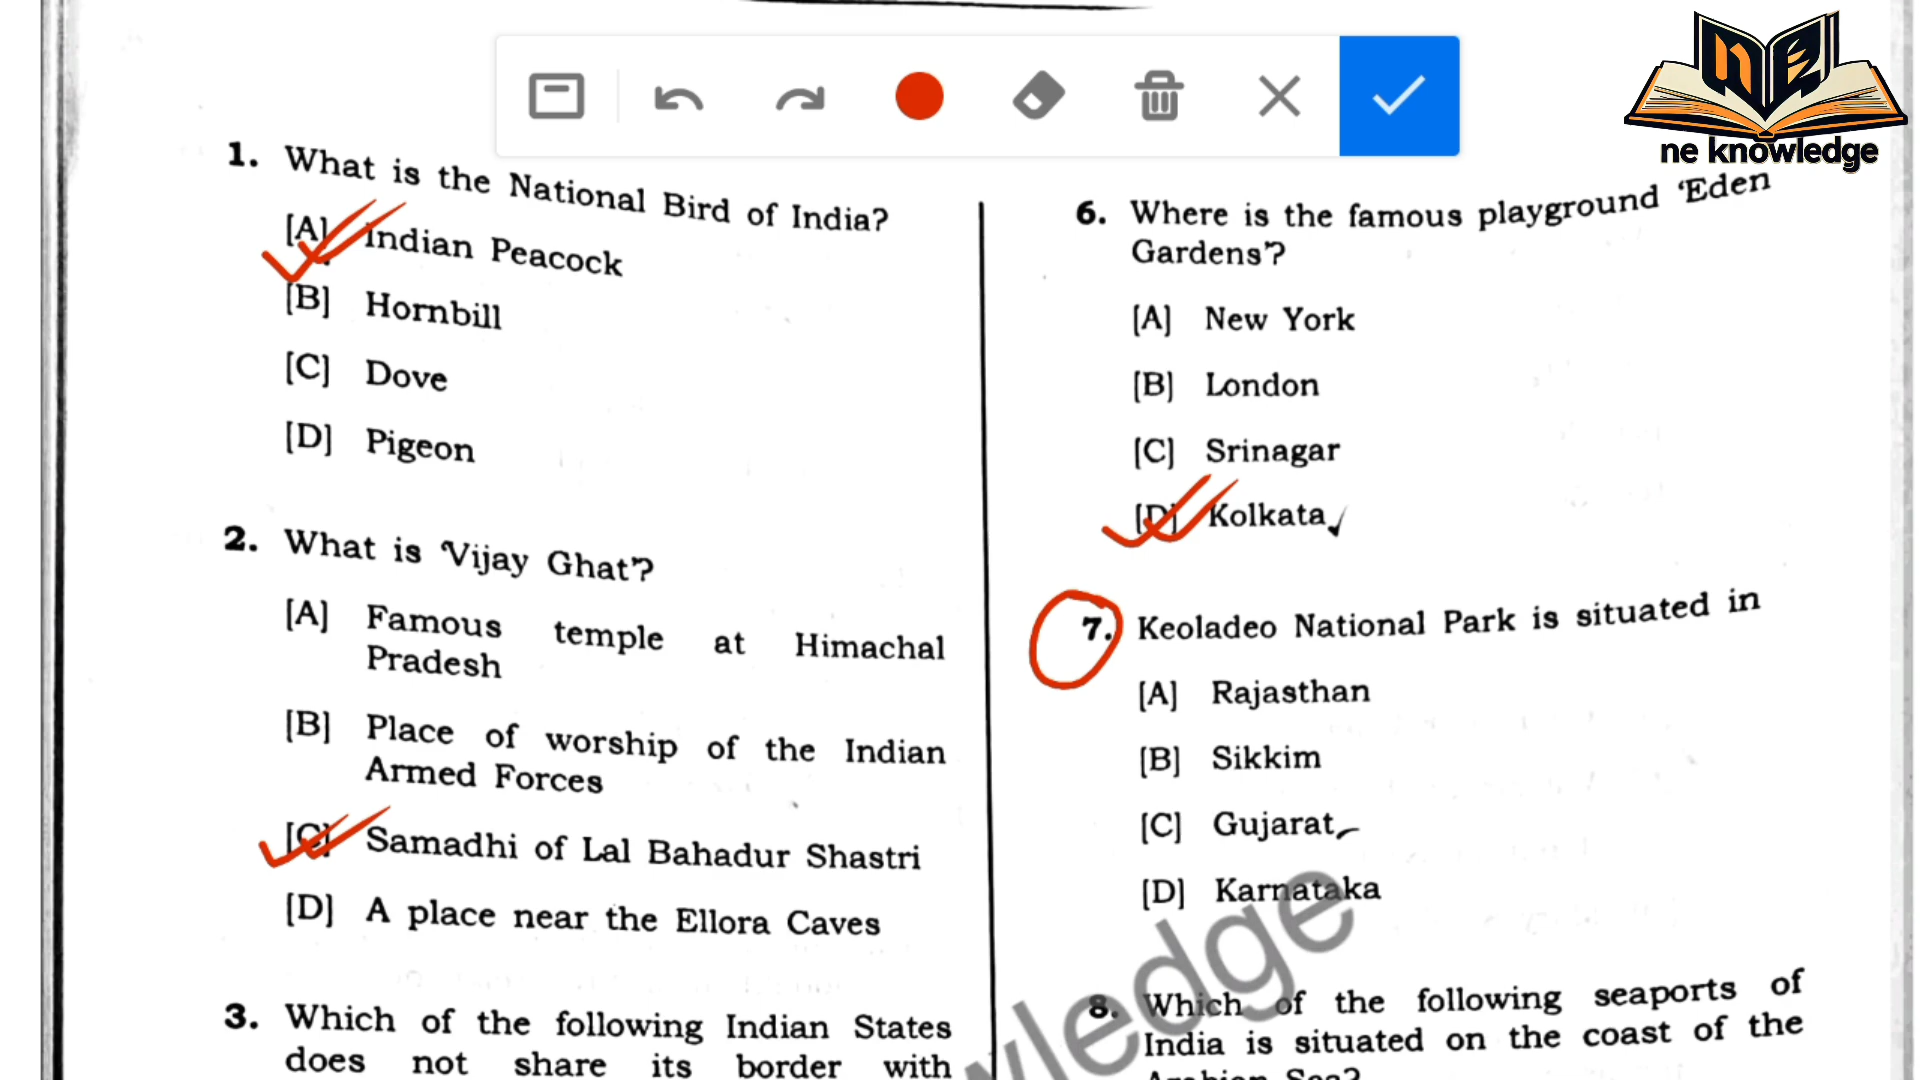 ne knowledge
1. What is the National Bird of India?
[A] Indian Peacock
[B] Hornbill
[C] Dove
[D] Pigeon
2. What is 'Vijay Ghat'?
[A] Famous temple at Himachal
Pradesh
[B] Place of worship of the Indian
Armed Forces
[C] Samadhi of Lal Bahadur Shastri
[D] A place near the Ellora Caves
3. Which of the following Indian States
does not share its border with
6. Where is the famous playground 'Eden
Gardens'?
[A] New York
[B] London
[C] Srinagar
[D] Kolkata
7. Keoladeo National Park is situated in
[A] Rajasthan
[B] Sikkim
[C] Gujarat
[D] Karnataka
8. Which of the following seaports of
India is situated on the coast of the
Arabian Sea?